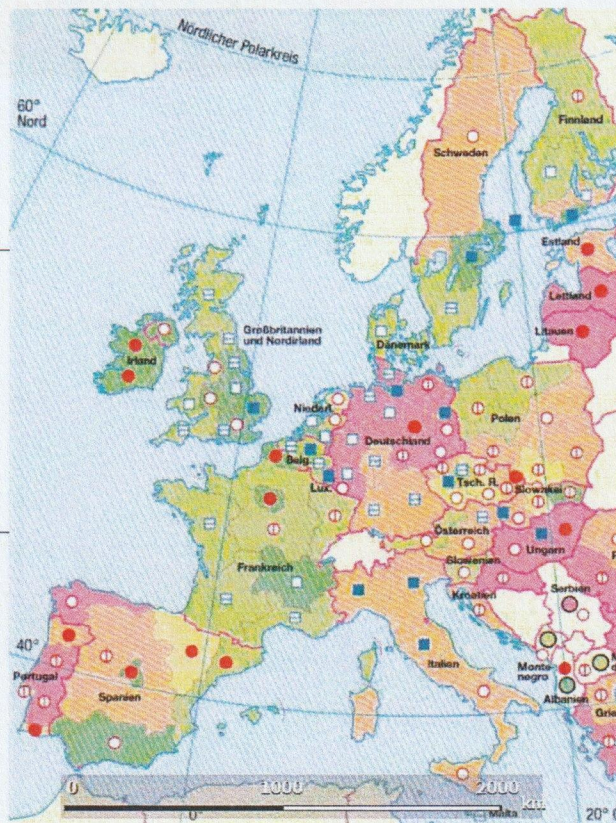 Nördlicher Polarkreis
60°
Nord
Finnland
Schweden
Estland
Lettland
Litauen
Großbritannien
und Nordirland
Dänemark
Irland
Niederl.
Polen
Deutschland
Belg.
Lux.
Tsch. R.
Slowakei
Österreich
Ungarn
Frankreich
Slowenien
Kroatien
Serbien
40°
Italien
Portugal
Monte-
negro
Spanien
Albanien
Grie
0
1000
2000
km
0°
Malta
20°